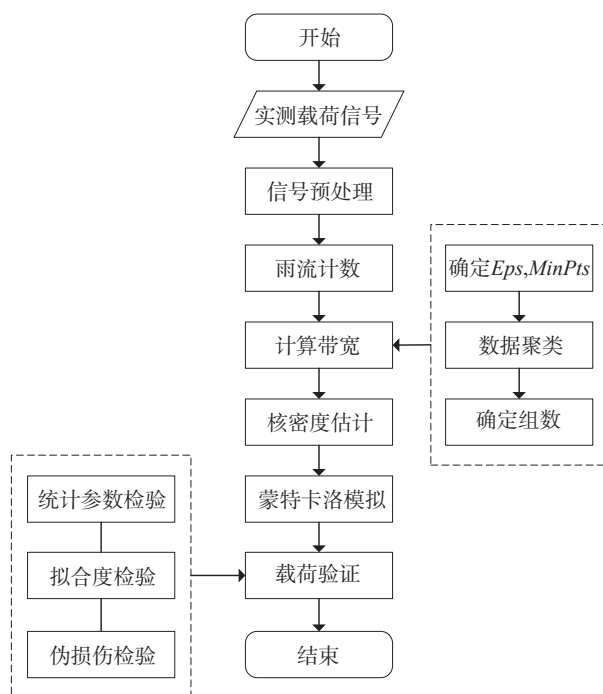 开始
实测载荷信号
信号预处理
雨流计数
计算带宽
核密度估计
蒙特卡洛模拟
载荷验证
结束
确定Eps,MinPts
数据聚类
确定组数
统计参数检验
拟合度检验
伪损伤检验